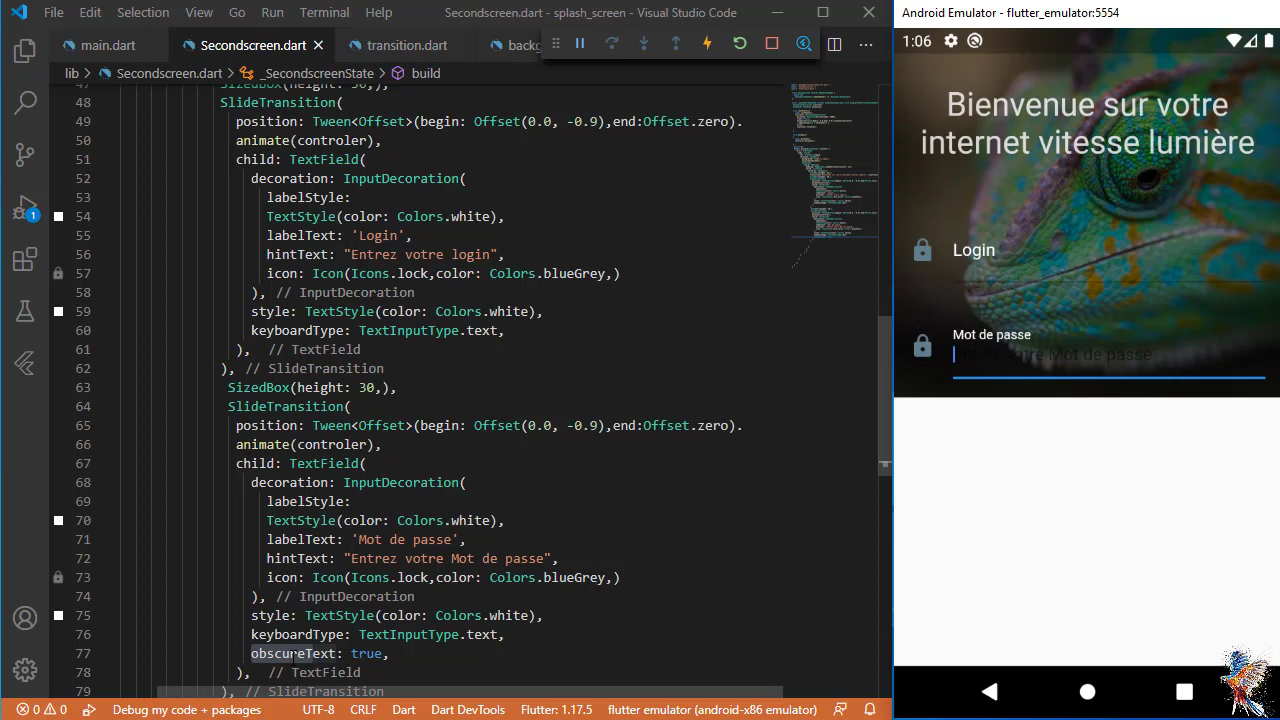 File Edit Selection View Go Run Terminal Help Secondscreen.dart - splash_screen - Visual Studio Code
main.dart Secondscreen.dart transition.dart
lib > Secondscreen.dart > _SecondscreenState > build
48 SlideTransition(
49 position: Tween<Offset>(begin: Offset(0.0, -0.9),end:Offset.zero).
50 animate(controler),
51 child: TextField(
52 decoration: InputDecoration(
53 labelStyle:
54 TextStyle(color: Colors.white),
55 labelText: 'Login',
56 hintText: "Entrez votre login",
57 icon: Icon(Icons.lock,color: Colors.blueGrey,)
58 ), // InputDecoration
59 style: TextStyle(color: Colors.white),
60 keyboardType: TextInputType.text,
61 ), // TextField
62 ), // SlideTransition
63 SizedBox(height: 30,),
64 SlideTransition(
65 position: Tween<Offset>(begin: Offset(0.0, -0.9),end:Offset.zero).
66 animate(controler),
67 child: TextField(
68 decoration: InputDecoration(
69 labelStyle:
70 TextStyle(color: Colors.white),
71 labelText: 'Mot de passe',
72 hintText: "Entrez votre Mot de passe",
73 icon: Icon(Icons.lock,color: Colors.blueGrey,)
74 ), // InputDecoration
75 style: TextStyle(color: Colors.white),
76 keyboardType: TextInputType.text,
77 obscureText: true,
78 ), // TextField
79 ), // SlideTransition
1
0 0 Debug my code + packages UTF-8 CRLF Dart Dart DevTools Flutter: 1.17.5 flutter emulator (android-x86 emulator)
Android Emulator - flutter_emulator:5554
1:06
Bienvenue sur votre
internet vitesse lumière
Login
Mot de passe
votre Mot de passe